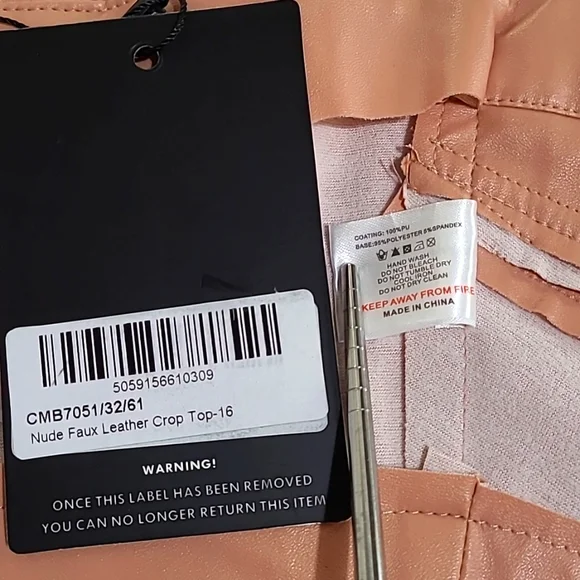 5059156610309
CMB7051/32/61
Nude Faux Leather Crop Top-16
WARNING!
ONCE THIS LABEL HAS BEEN REMOVED
YOU CAN NO LONGER RETURN THIS ITEM
COATING: 100%PU
BASE:95%POLYESTER 5%SPANDEX
HAND WASH
DO NOT BLEACH
DO NOT TUMBLE DRY
COOL IRON
DO NOT DRY CLEAN
KEEP AWAY FROM FIRE
MADE IN CHINA